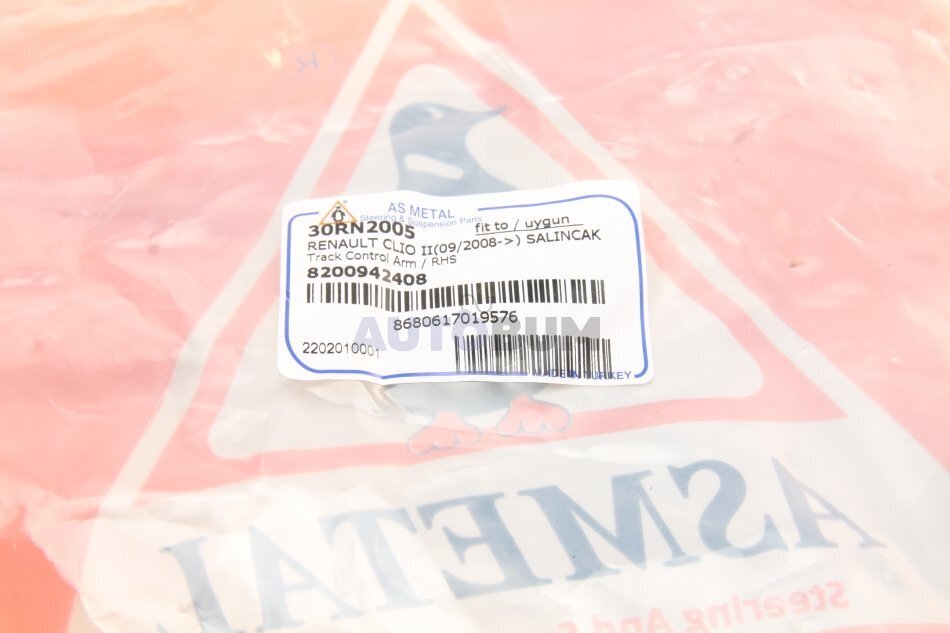 AS METAL
Steering & Suspension Parts
30RN2005 fit to / uygun
RENAULT CLIO II(09/2008->) SALINCAK
Track Control Arm / RHS
8200942408
8680617019576
AUTOBUM
2202010001
MADE IN TURKEY
ASMETAL
Steering And